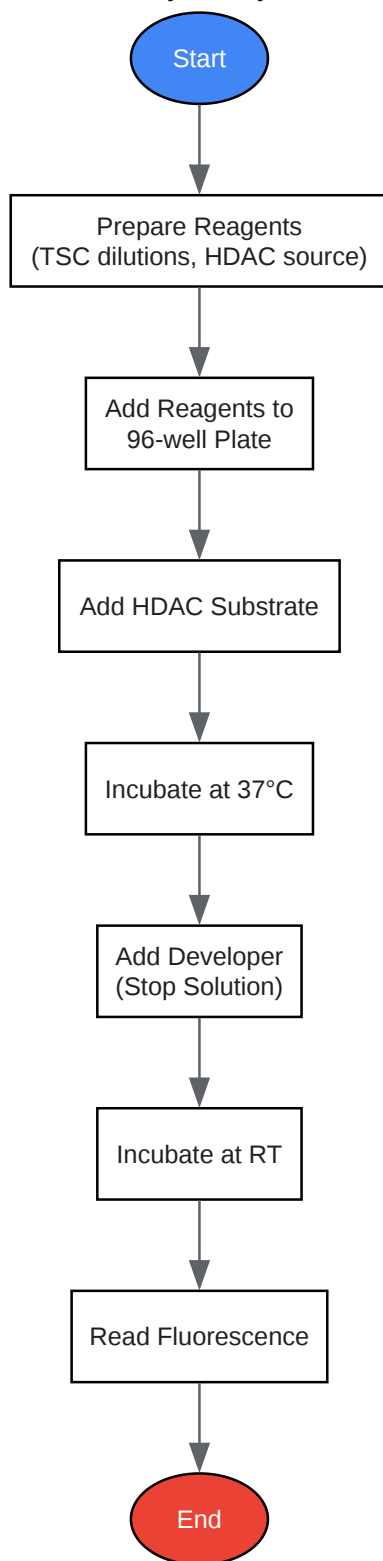 Start
Prepare Reagents
(TSC dilutions, HDAC source)
Add Reagents to
96-well Plate
Add HDAC Substrate
Incubate at 37°C
Add Developer
(Stop Solution)
Incubate at RT
Read Fluorescence
End